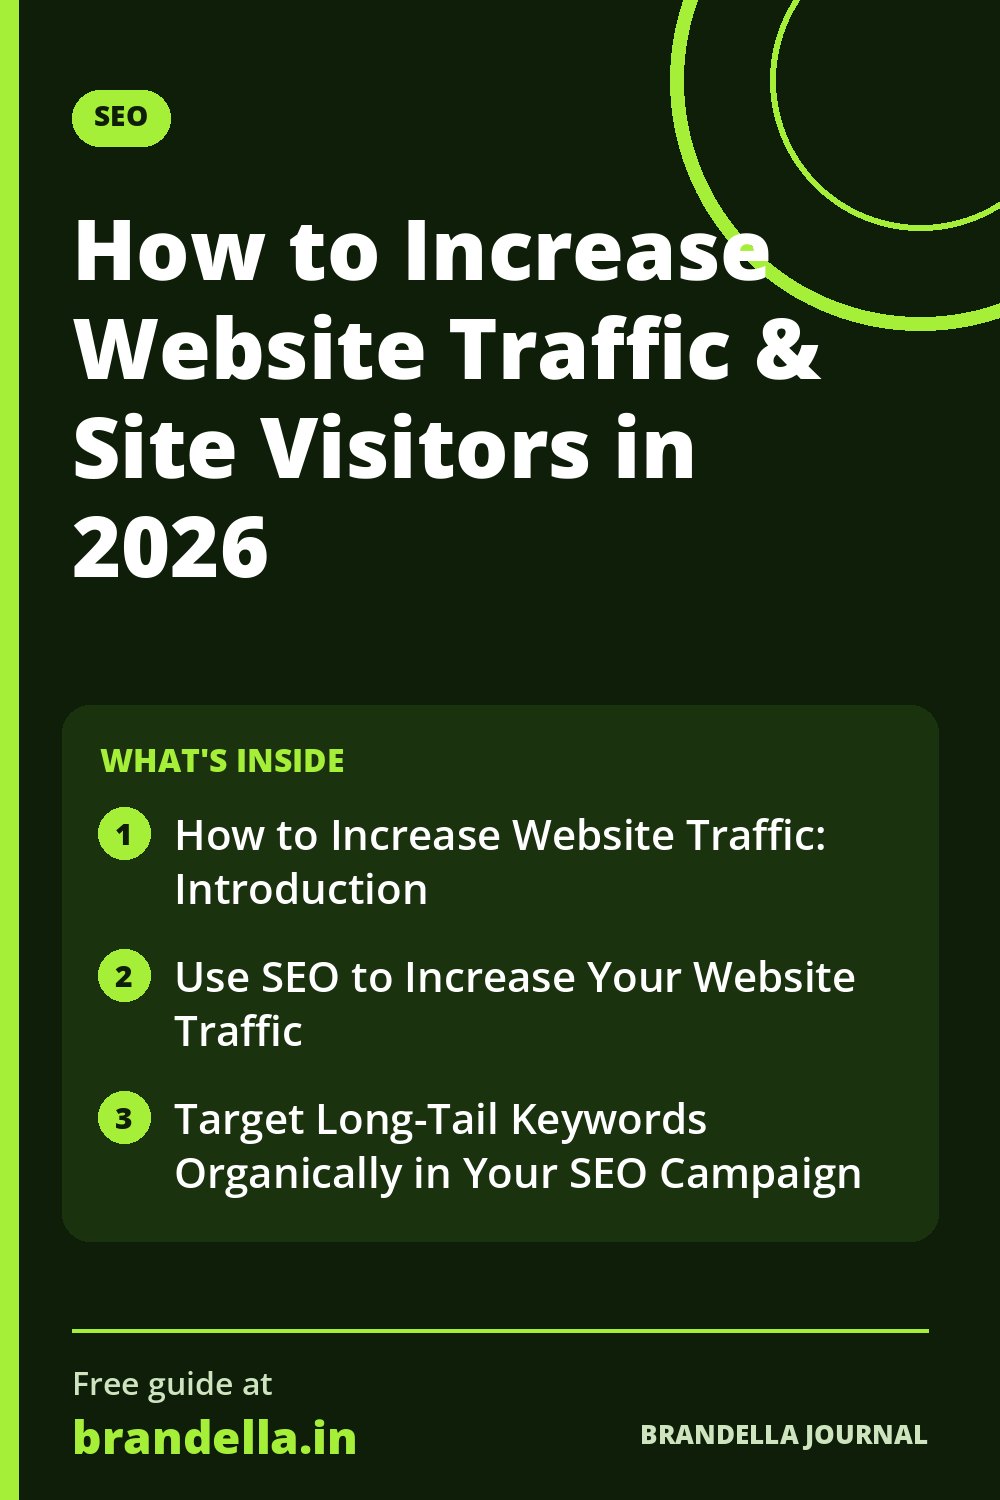 SEO
How to Increase
Website Traffic &
Site Visitors in
2026
WHAT'S INSIDE
1 How to Increase Website Traffic:
Introduction
2 Use SEO to Increase Your Website
Traffic
3 Target Long-Tail Keywords
Organically in Your SEO Campaign
Free guide at
brandella.in
BRANDELLA JOURNAL